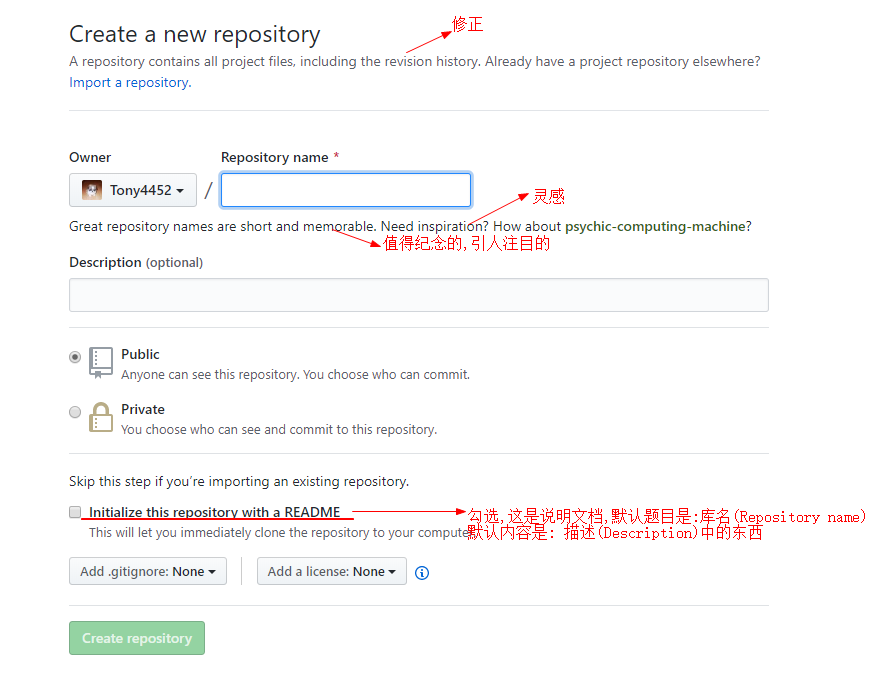 修正
Create a new repository
A repository contains all project files, including the revision history. Already have a project repository elsewhere?
Import a repository.
Owner
Repository name *
Tony4452
/
灵感
Great repository names are short and memorable. Need inspiration? How about psychic-computing-machine?
值得纪念的,引人注目的
Description (optional)
Public
Anyone can see this repository. You choose who can commit.
Private
You choose who can see and commit to this repository.
Skip this step if you’re importing an existing repository.
Initialize this repository with a README
勾选,这是说明文档,默认题目是:库名(Repository name)
This will let you immediately clone the repository to your compute
默认内容是: 描述(Description)中的东西
Add .gitignore: None
Add a license: None
Create repository